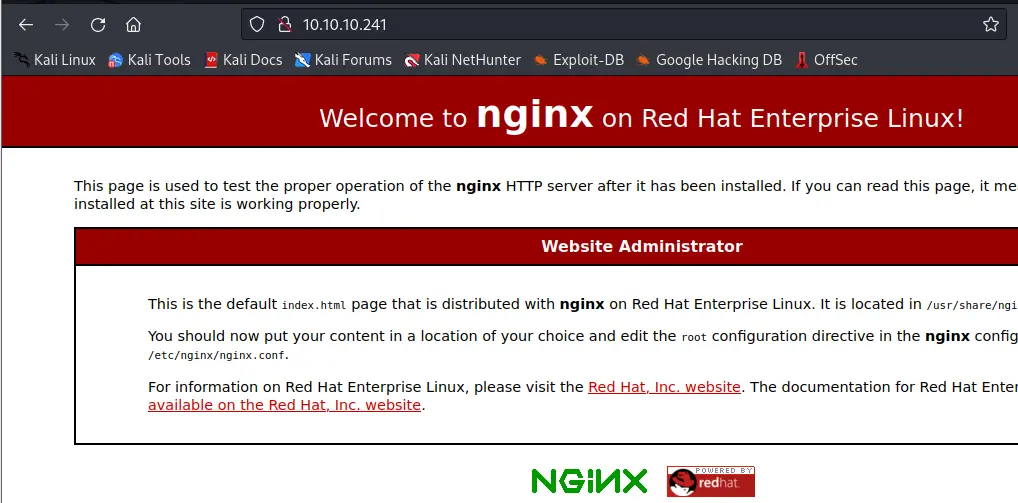 10.10.10.241
Kali Linux Kali Tools Kali Docs Kali Forums Kali NetHunter Exploit-DB Google Hacking DB OffSec
Welcome to nginx on Red Hat Enterprise Linux!
This page is used to test the proper operation of the nginx HTTP server after it has been installed. If you can read this page, it
installed at this site is working properly.
Website Administrator
This is the default index.html page that is distributed with nginx on Red Hat Enterprise Linux. It is located in /usr/share/ngi
You should now put your content in a location of your choice and edit the root configuration directive in the nginx config
/etc/nginx/nginx.conf.
For information on Red Hat Enterprise Linux, please visit the Red Hat, Inc. website. The documentation for Red Hat Enter
available on the Red Hat, Inc. website.
NGiNX POWERED BY
redhat